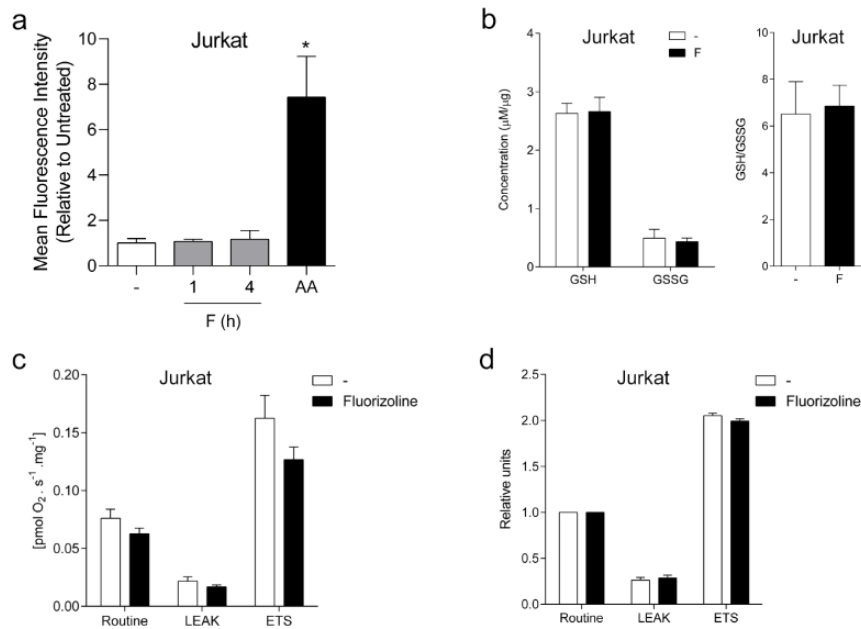 a
Jurkat
Mean Fluorescence Intensity
(Relative to Untreated)
10
8
6
4
2
0
*
- 1 4 AA
F (h)
b
Jurkat
-
F
Concentration (μM/μg)
4
3
2
1
0
GSH GSSG
Jurkat
GSH/GSSG
10
8
6
4
2
0
- F
c
Jurkat
-
Fluorizoline
[pmol O₂ . s⁻¹ .mg⁻¹]
0.20
0.15
0.10
0.05
0.00
Routine LEAK ETS
d
Jurkat
-
Fluorizoline
Relative units
2.5
2.0
1.5
1.0
0.5
0.0
Routine LEAK ETS